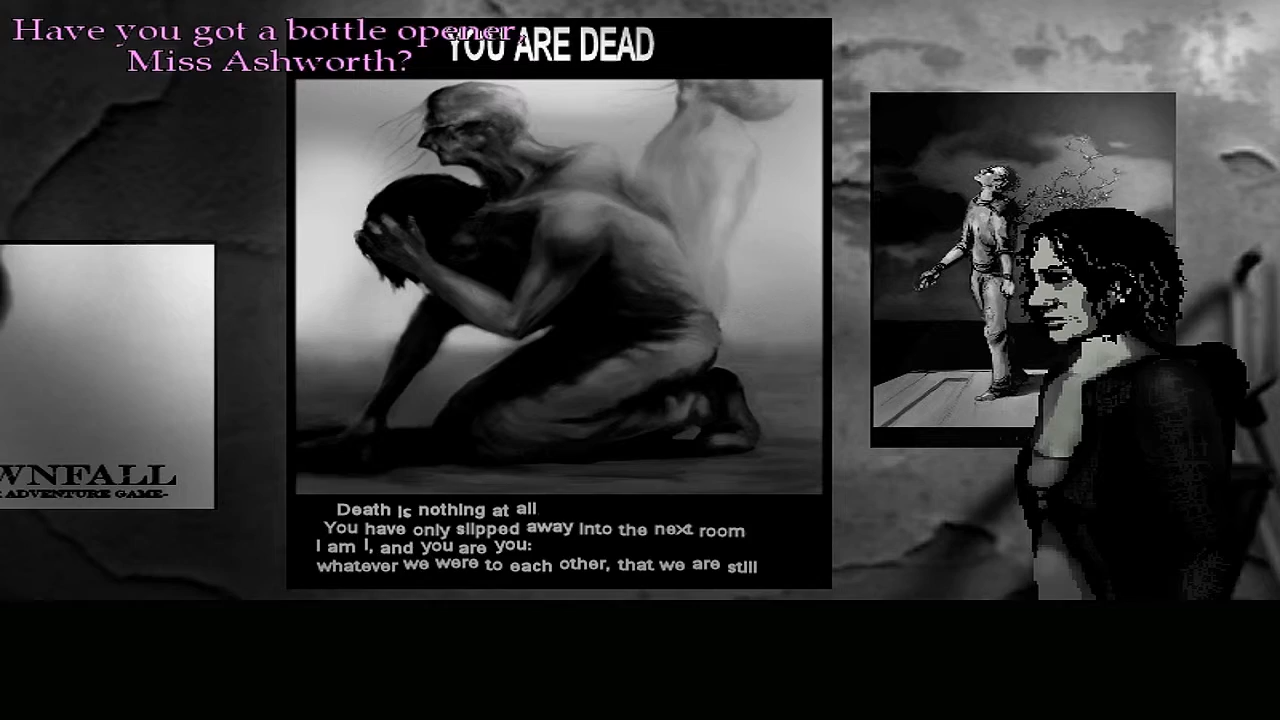 Have you got a bottle opener,
Miss Ashworth?
YOU ARE DEAD
WNFALL
ADVENTURE GAME-
Death is nothing at all
You have only slipped away into the next room
I am I, and you are you:
whatever we were to each other, that we are still